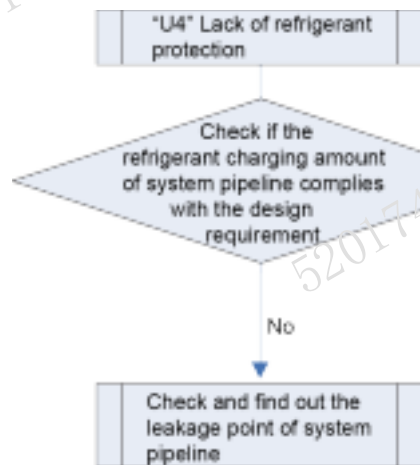 "U4" Lack of refrigerant
protection
Check if the
refrigerant charging amount
of system pipeline complies
with the design
requirement
520174
No
Check and find out the
leakage point of system
pipeline